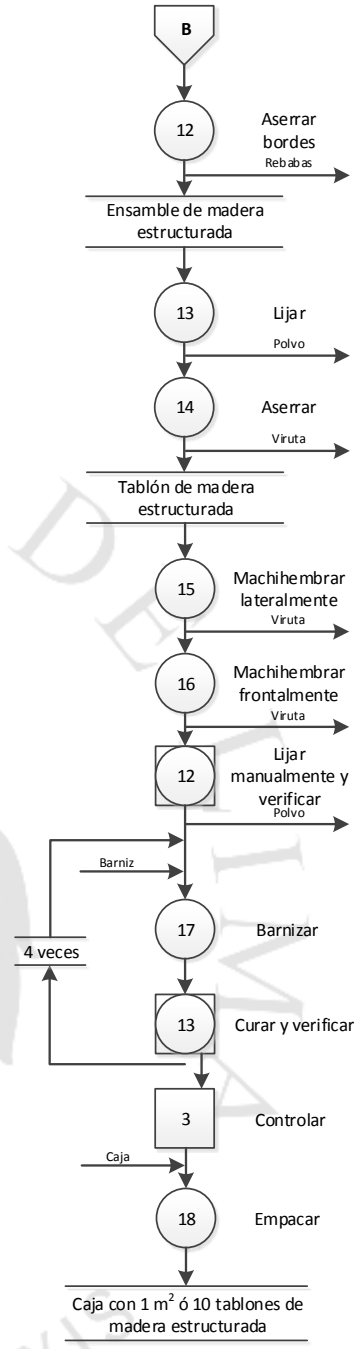 B
12
Aserrar
bordes
Rebabas
Ensamble de madera
estructurada
13
Lijar
Polvo
14
Aserrar
Viruta
Tablón de madera
estructurada
15
Machihembrar
lateralmente
Viruta
16
Machihembrar
frontalmente
Viruta
12
Lijar
manualmente y
verificar
Polvo
Barniz
17
Barnizar
4 veces
13
Curar y verificar
3
Controlar
Caja
18
Empacar
Caja con 1 m² ó 10 tablones de
madera estructurada
DE LIMA